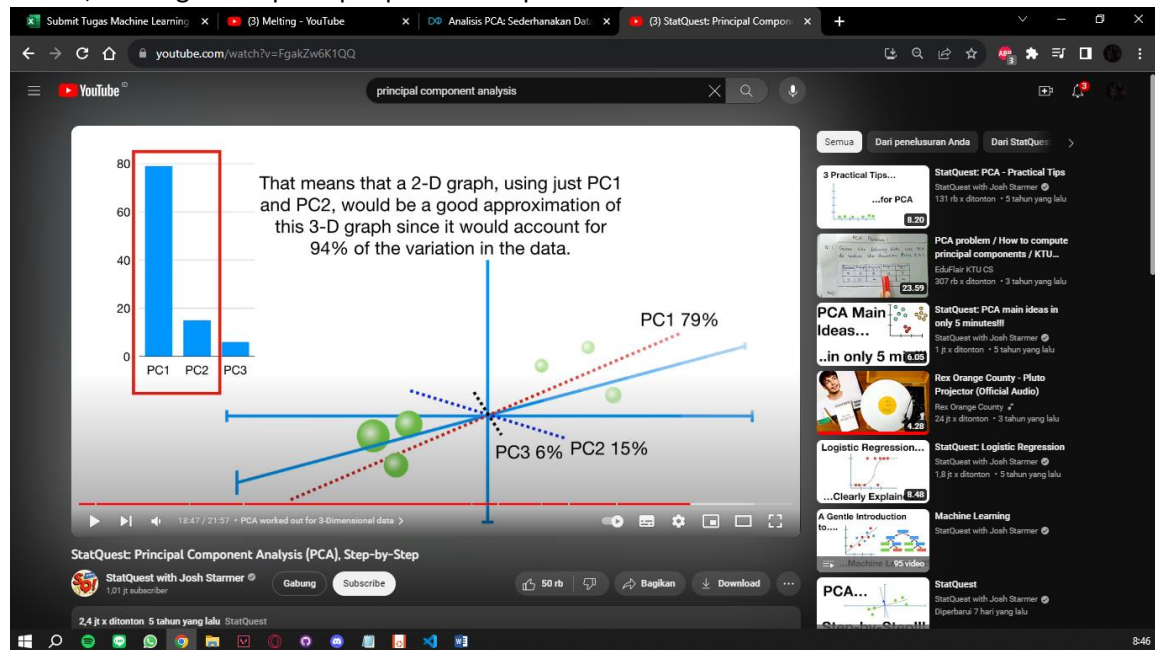 Submit Tugas Machine Learning
(3) Melting - YouTube
Analisis PCA: Sederhanakan Dat
(3) StatQuest: Principal Compon
youtube.com/watch?v=FgakZw6K1QQ
ABP
3
YouTube ID
principal component analysis
3
80
60
40
20
0
PC1 PC2 PC3
That means that a 2-D graph, using just PC1
and PC2, would be a good approximation of
this 3-D graph since it would account for
94% of the variation in the data.
PC1 79%
PC3 6%
PC2 15%
18:47 / 21:57 • PCA worked out for 3-Dimensional data >
StatQuest: Principal Component Analysis (PCA), Step-by-Step
StatQuest with Josh Starmer
1,01 jt subscriber
Gabung
Subscribe
50 rb
Bagikan
Download
2,4 jt x ditonton 5 tahun yang lalu StatQuest
Semua
Dari penelusuran Anda
Dari StatQues
3 Practical Tips...
...for PCA
8.20
StatQuest: PCA - Practical Tips
StatQuest with Josh Starmer
131 rb x ditonton • 5 tahun yang lalu
23.59
PCA problem / How to compute
principal components / KTU...
EduFlair KTU CS
307 rb x ditonton • 3 tahun yang lalu
PCA Main
Ideas...
..in only 5 mi
6.05
StatQuest: PCA main ideas in
only 5 minutes!!!
StatQuest with Josh Starmer
1 jt x ditonton • 5 tahun yang lalu
4.28
Rex Orange County - Pluto
Projector (Official Audio)
Rex Orange County
24 jt x ditonton • 3 tahun yang lalu
Logistic Regression...
...Clearly Explain
8.48
StatQuest: Logistic Regression
StatQuest with Josh Starmer
1,8 jt x ditonton • 5 tahun yang lalu
A Gentle Introduction
to....
...Machine Le
95 video
Machine Learning
StatQuest with Josh Starmer
PCA...
StatQuest
StatQuest with Josh Starmer
Diperbarui 7 hari yang lalu
8:46